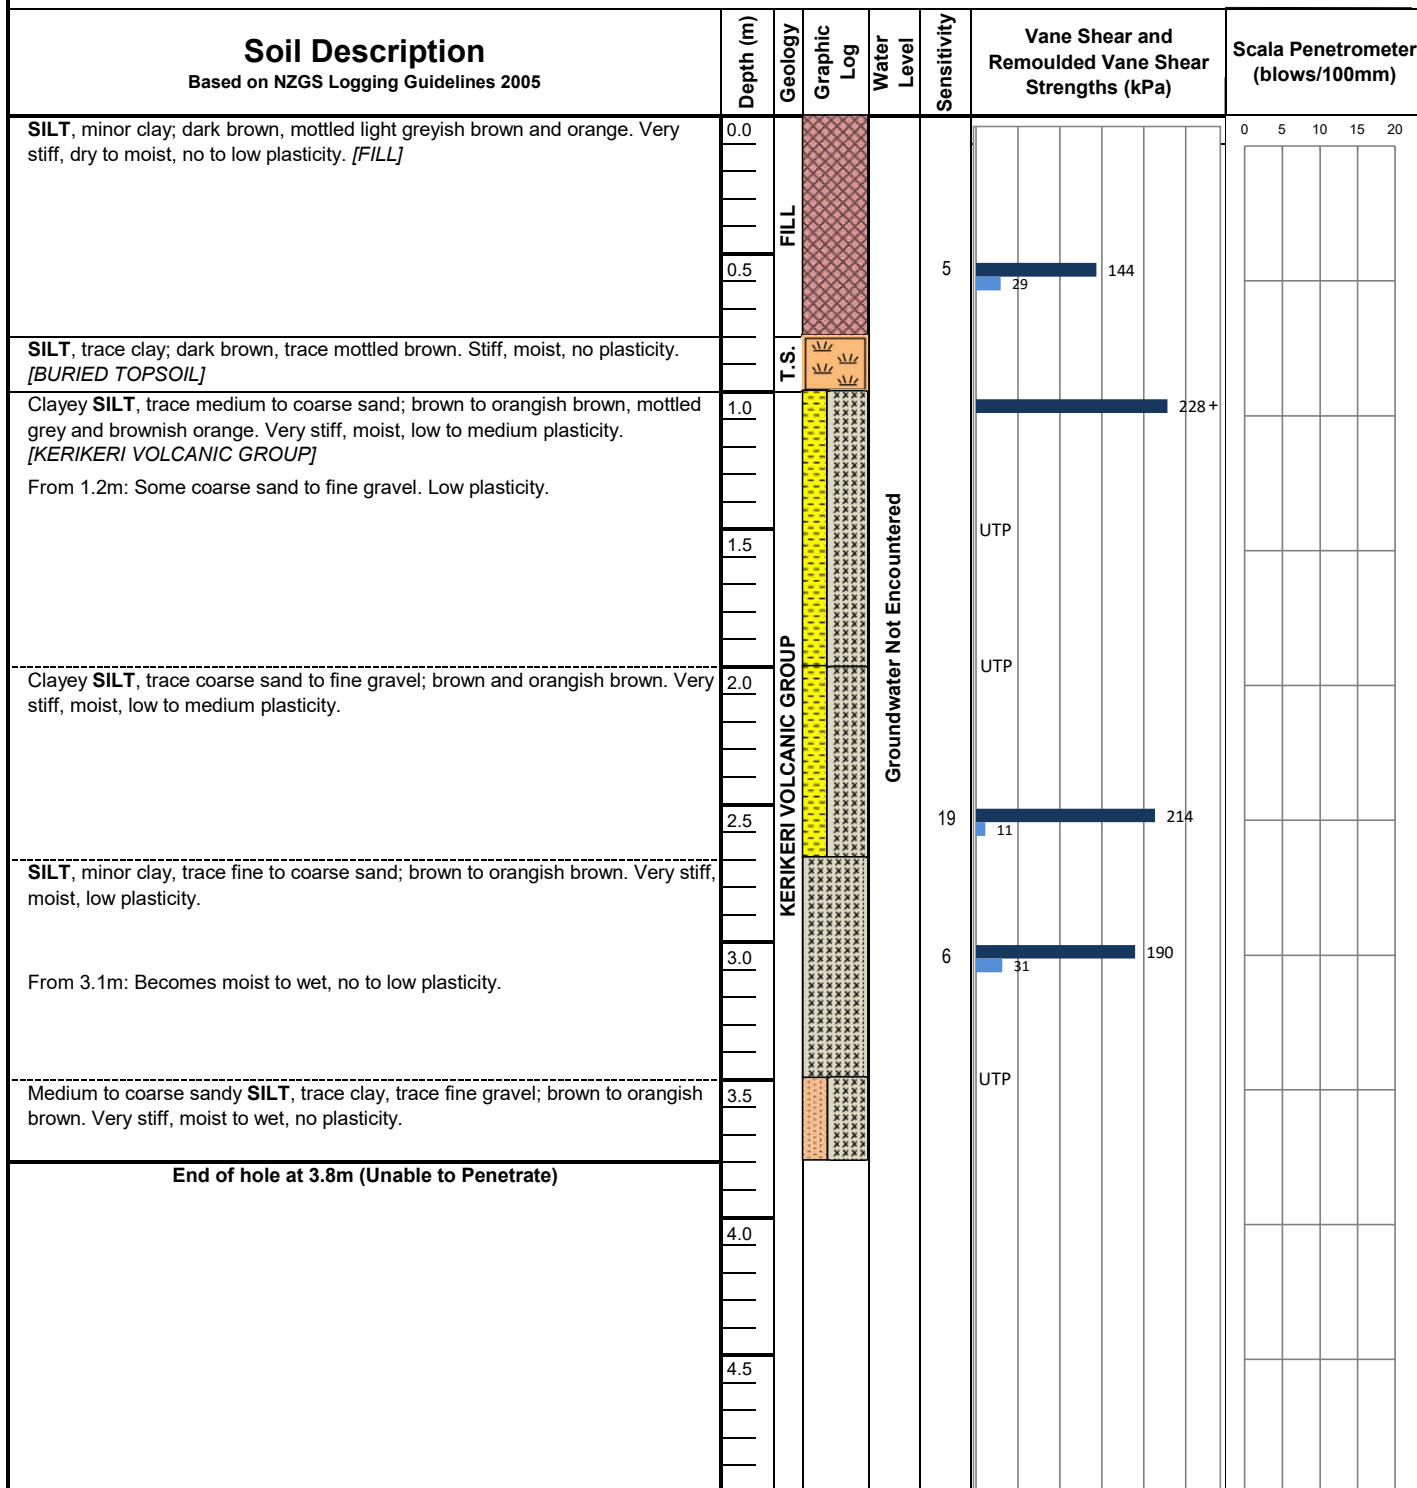 Soil Description
Based on NZGS Logging Guidelines 2005
Depth (m)
Geology
Graphic
Log
Water
Level
Sensitivity
Vane Shear and
Remoulded Vane Shear
Strengths (kPa)
Scala Penetrometer
(blows/100mm)
0 5 10 15 20
SILT, minor clay; dark brown, mottled light greyish brown and orange. Very
stiff, dry to moist, no to low plasticity. [FILL]
0.0
FILL
0.5
5
144
29
SILT, trace clay; dark brown, trace mottled brown. Stiff, moist, no plasticity.
[BURIED TOPSOIL]
T.S.
Clayey SILT, trace medium to coarse sand; brown to orangish brown, mottled
grey and brownish orange. Very stiff, moist, low to medium plasticity.
[KERIKERI VOLCANIC GROUP]
1.0
228 +
From 1.2m: Some coarse sand to fine gravel. Low plasticity.
1.5
UTP
KERIKERI VOLCANIC GROUP
Groundwater Not Encountered
UTP
Clayey SILT, trace coarse sand to fine gravel; brown and orangish brown. Very
stiff, moist, low to medium plasticity.
2.0
2.5
19
214
11
SILT, minor clay, trace fine to coarse sand; brown to orangish brown. Very stiff,
moist, low plasticity.
3.0
6
190
31
From 3.1m: Becomes moist to wet, no to low plasticity.
UTP
Medium to coarse sandy SILT, trace clay, trace fine gravel; brown to orangish
brown. Very stiff, moist to wet, no plasticity.
3.5
End of hole at 3.8m (Unable to Penetrate)
4.0
4.5